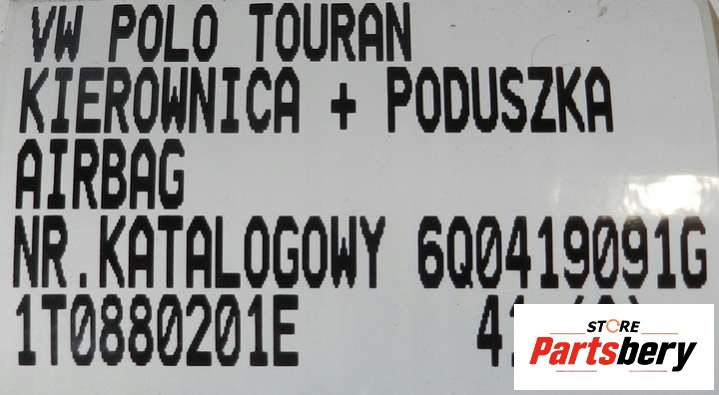 VW POLO TOURAN
KIEROWNICA + PODUSZKA
AIRBAG
NR.KATALOGOWY 6Q0419091G
1T0880201E
STORE
Partsbery